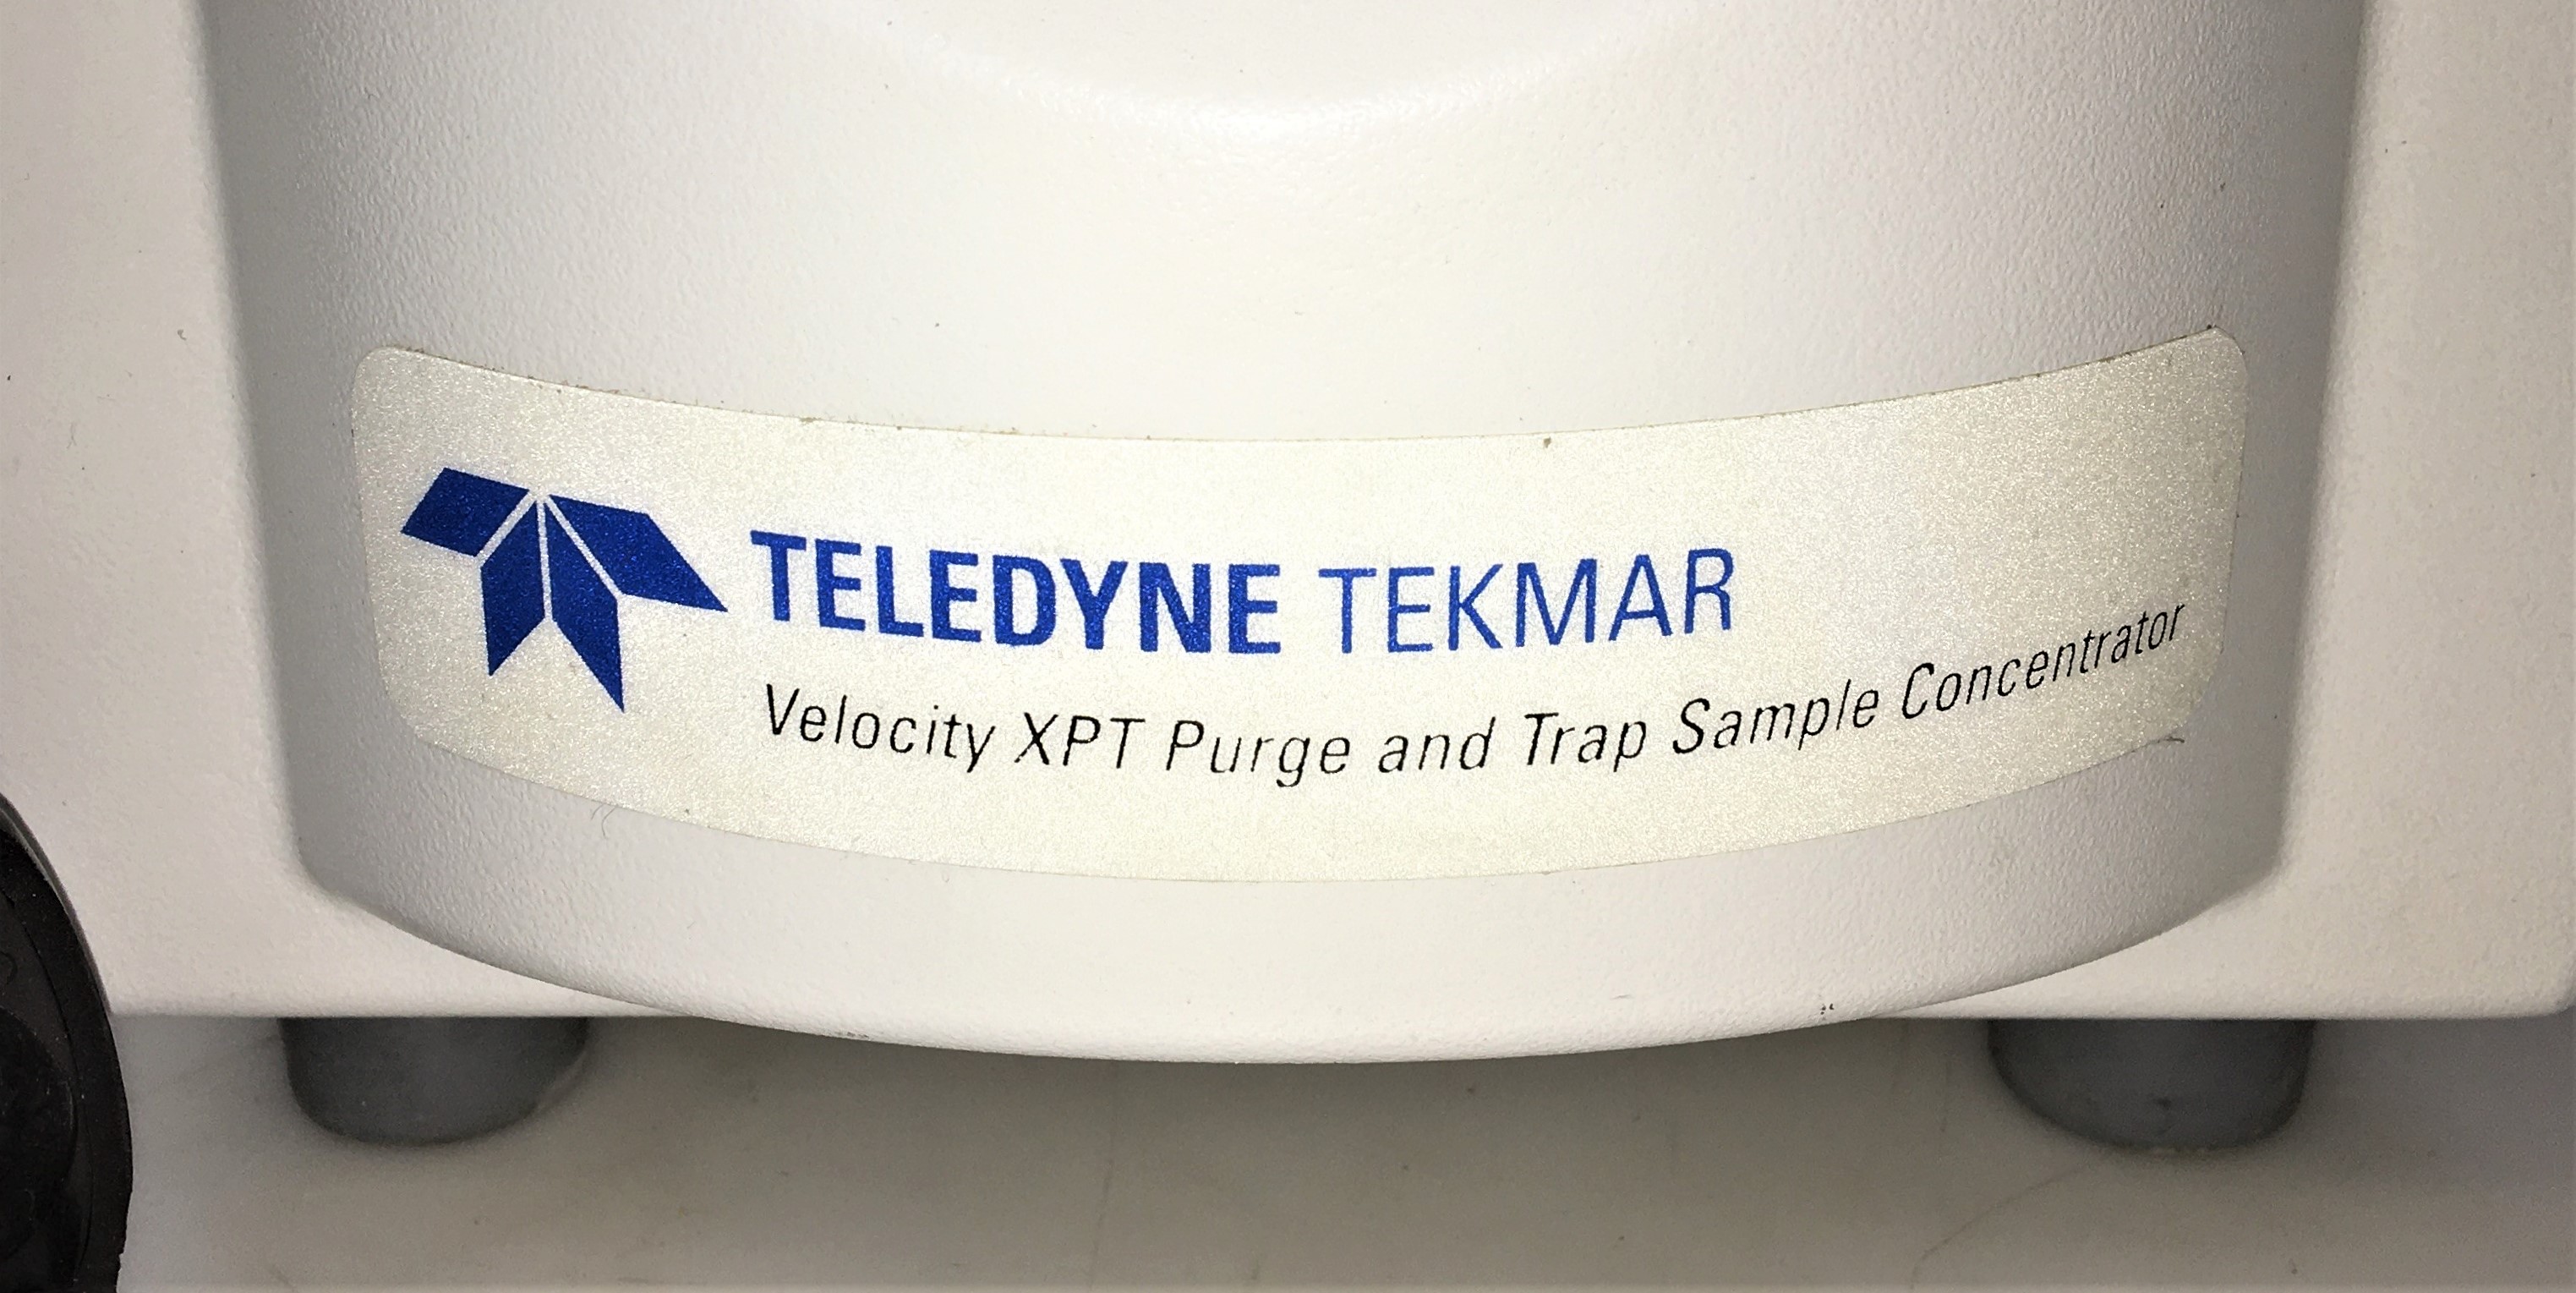 TELEDYNE TEKMAR
Velocity XPT Purge and Trap Sample Concentrator